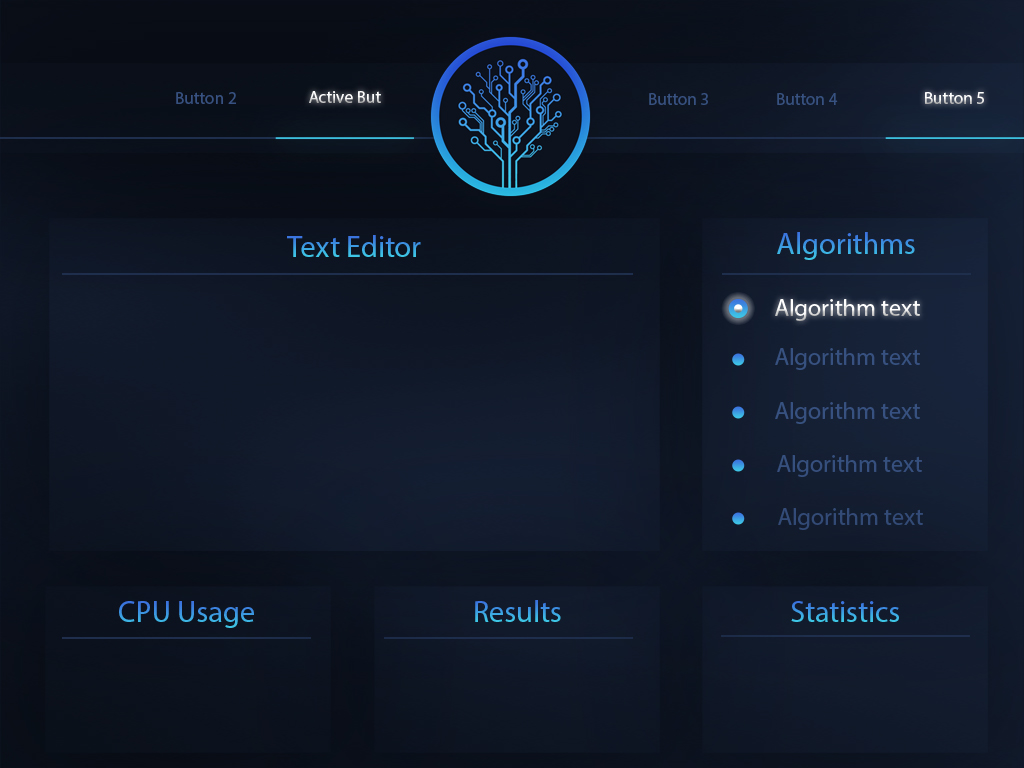 Button 2
Active But
Button 3
Button 4
Button 5
Text Editor
Algorithms
Algorithm text
Algorithm text
Algorithm text
Algorithm text
Algorithm text
CPU Usage
Results
Statistics